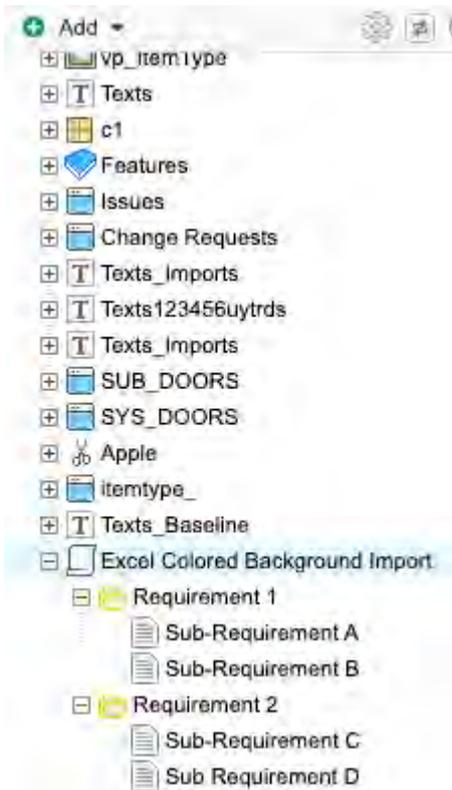 Add
vp_ItemType
Texts
c1
Features
Issues
Change Requests
Texts_Imports
Texts123456uytrds
Texts_Imports
SUB_DOORS
SYS_DOORS
Apple
itemtype_
Texts_Baseline
Excel Colored Background Import
Requirement 1
Sub-Requirement A
Sub-Requirement B
Requirement 2
Sub-Requirement C
Sub Requirement D